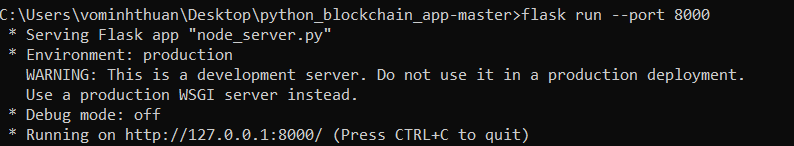 C:\Users\vominhthuan\Desktop\python_blockchain_app-master>flask run --port 8000
* Serving Flask app "node_server.py"
* Environment: production
WARNING: This is a development server. Do not use it in a production deployment.
Use a production WSGI server instead.
* Debug mode: off
* Running on http://127.0.0.1:8000/ (Press CTRL+C to quit)